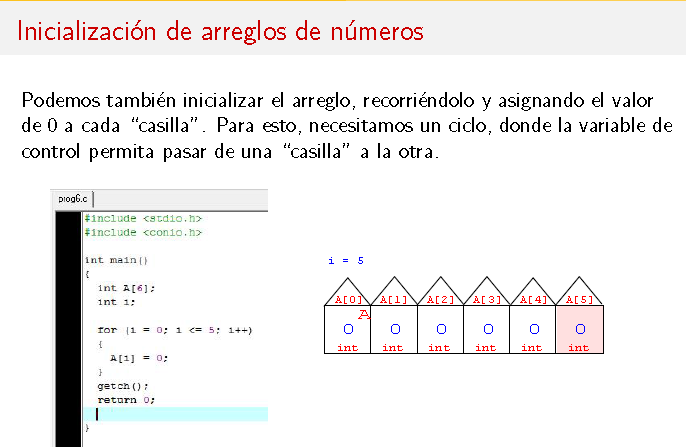 Inicialización de arreglos de números
Podemos también inicializar el arreglo, recorriéndolo y asignando el valor
de 0 a cada “casilla”. Para esto, necesitamos un ciclo, donde la variable de
control permita pasar de una “casilla” a la otra.
prog6.c
#include <stdio.h>
#include <conio.h>
int main()
{
int A[6];
int i;
for (i = 0; i <= 5; i++)
{
A[i] = 0;
}
getch();
return 0;
}
i = 5
A[0] A[1] A[2] A[3] A[4] A[5]
A
0 0 0 0 0 0
int int int int int int